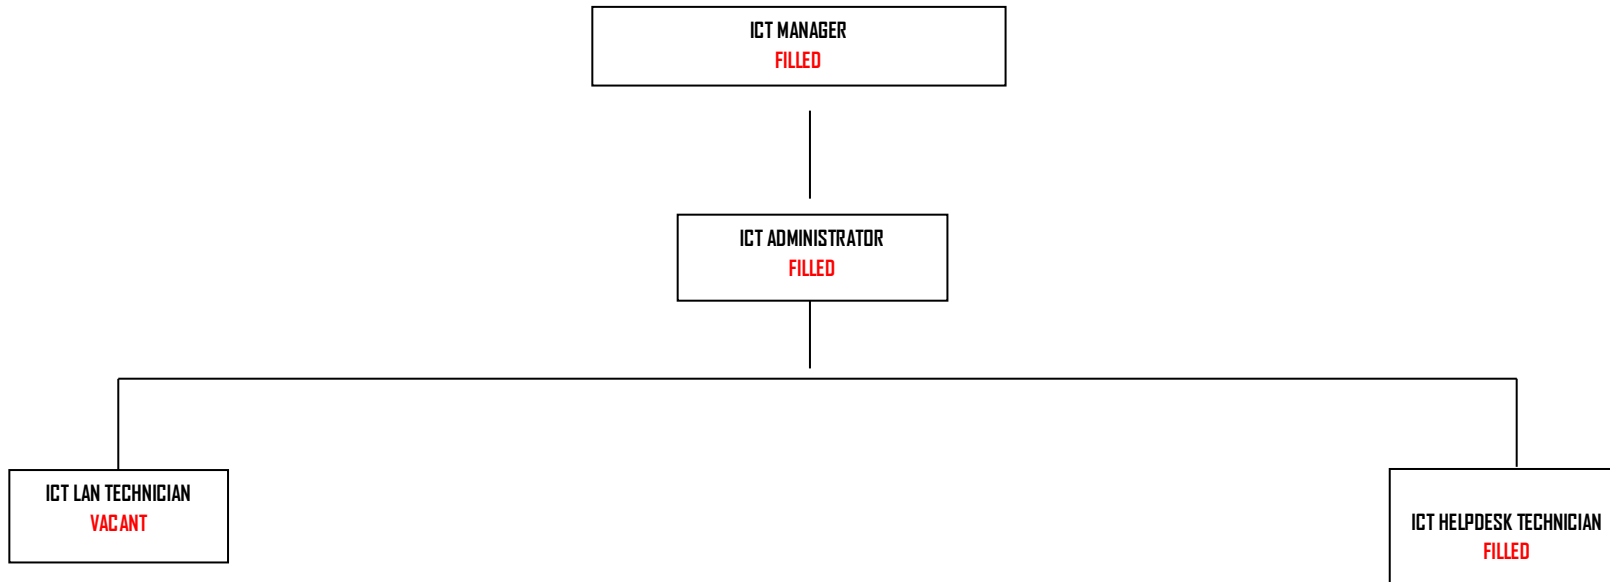 ICT MANAGER
FILLED
ICT ADMINISTRATOR
FILLED
ICT LAN TECHNICIAN
VACANT
ICT HELPDESK TECHNICIAN
FILLED